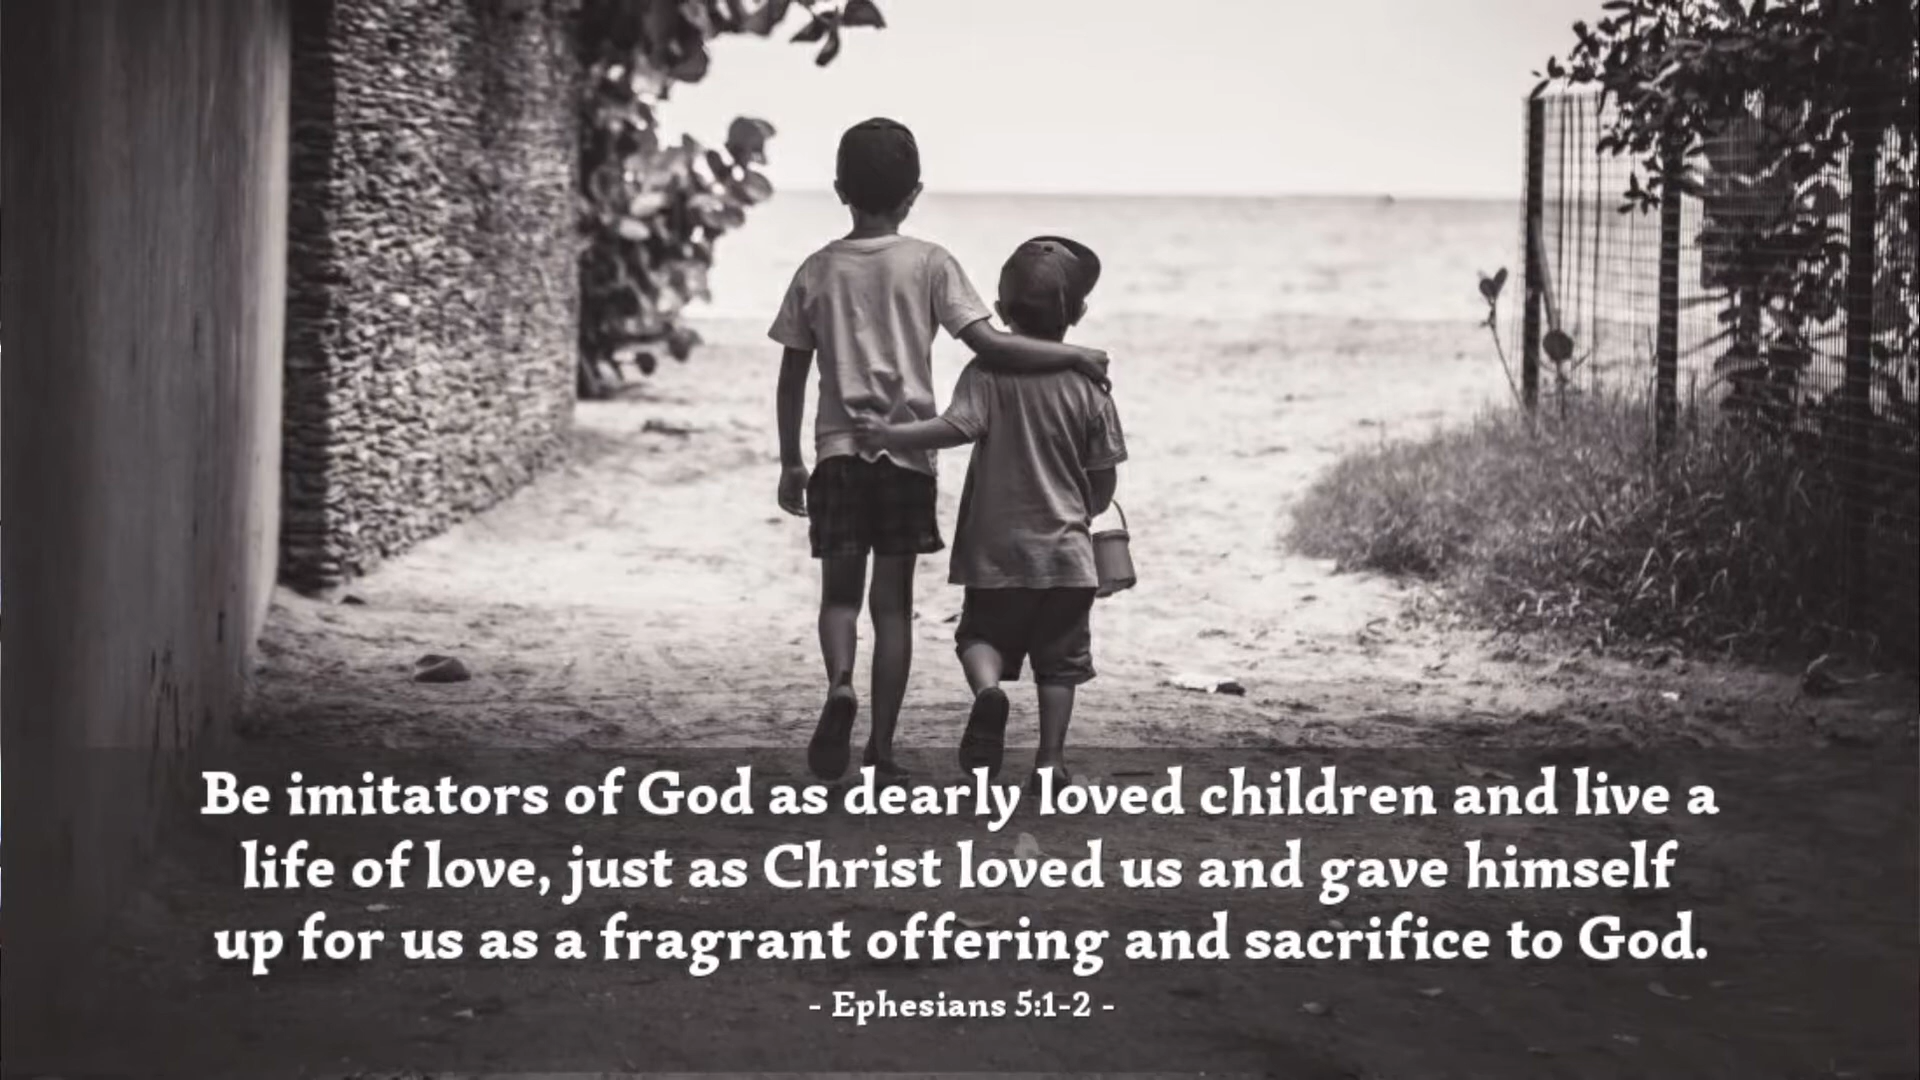 Be imitators of God as dearly loved children and live a
life of love, just as Christ loved us and gave himself
up for us as a fragrant offering and sacrifice to God.
- Ephesians 5:1-2 -